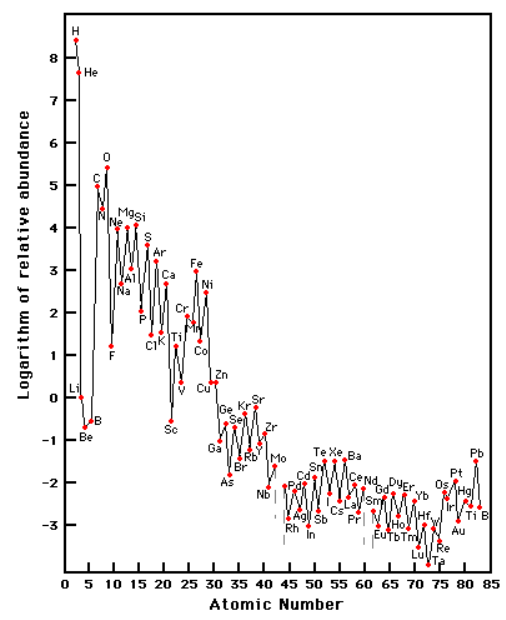 H
He
8
7
6
5
4
3
2
1
0
−1
−2
−3
Logarithm of relative abundance
O
C
N
Ne
Mg
Si
Na
Al
S
P
Ar
Ca
F
Cl
K
Ti
V
Sc
Li
Be
B
Cr
Mn
Fe
Ni
Co
Cu
Zn
Ga
Ge
As
Se
Br
Kr
Rb
Sr
Y
Zr
Nb
Mo
Rh
Pd
Ag
Cd
In
Sn
Sb
Te
Xe
Cs
Ba
La
Ce
Pr
Nd
Sm
Eu
Gd
Tb
Dy
Ho
Er
Tm
Yb
Lu
Hf
Ta
W
Re
Os
Ir
Pt
Au
Hg
Ti
Pb
B
0 5 10 15 20 25 30 35 40 45 50 55 60 65 70 75 80 85
Atomic Number